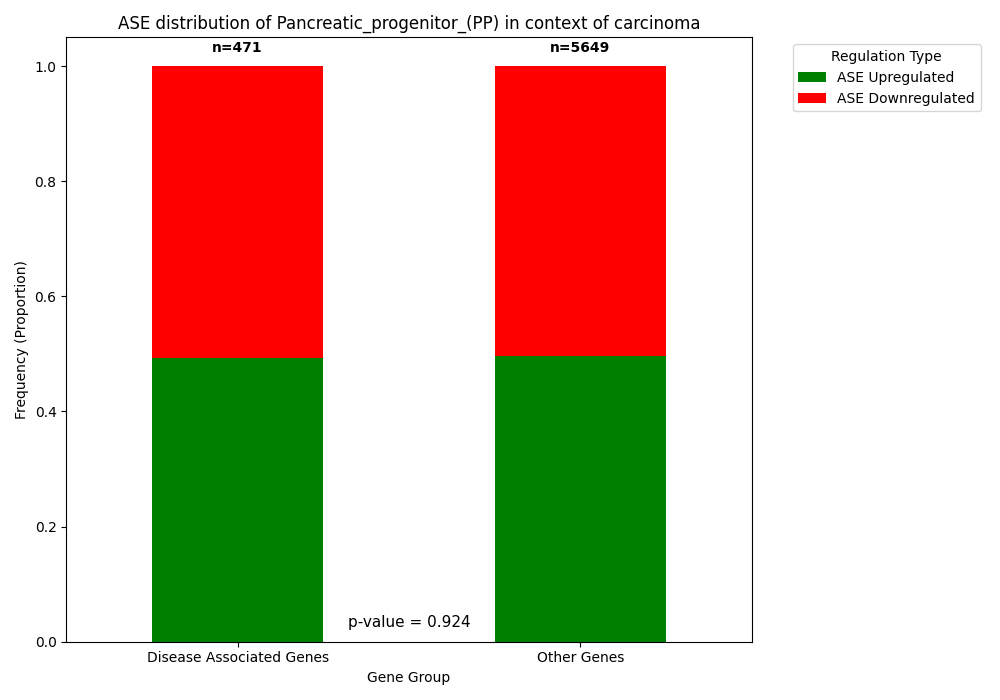 ASE distribution of Pancreatic_progenitor_(PP) in context of carcinoma
n=471
n=5649
Regulation Type
ASE Upregulated
ASE Downregulated
Frequency (Proportion)
1.0
0.8
0.6
0.4
0.2
0.0
p-value = 0.924
Disease Associated Genes
Other Genes
Gene Group